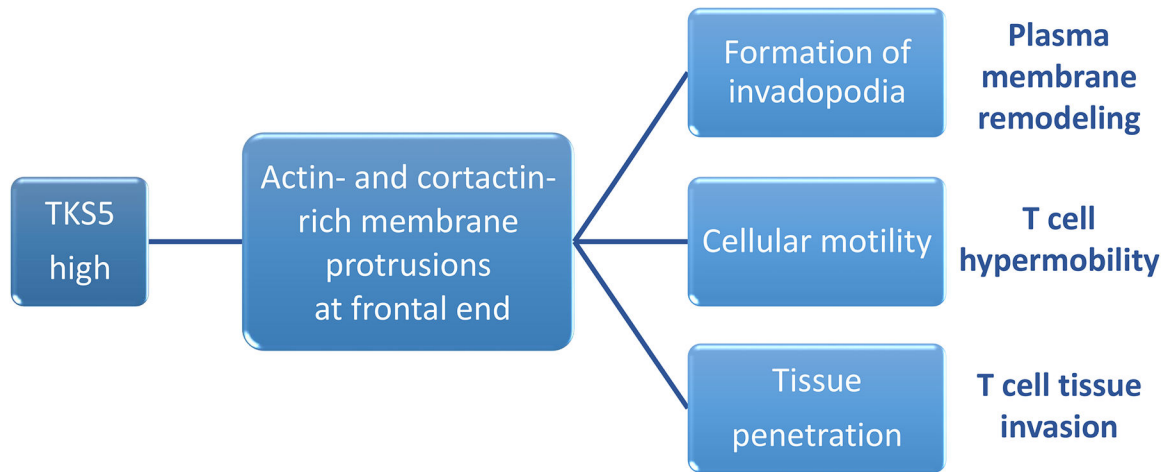 TKS5
high
Actin- and cortactin-
rich membrane
protrusions
at frontal end
Formation of
invadopodia
Plasma
membrane
remodeling
Cellular motility
T cell
hypermobility
Tissue
penetration
T cell tissue
invasion